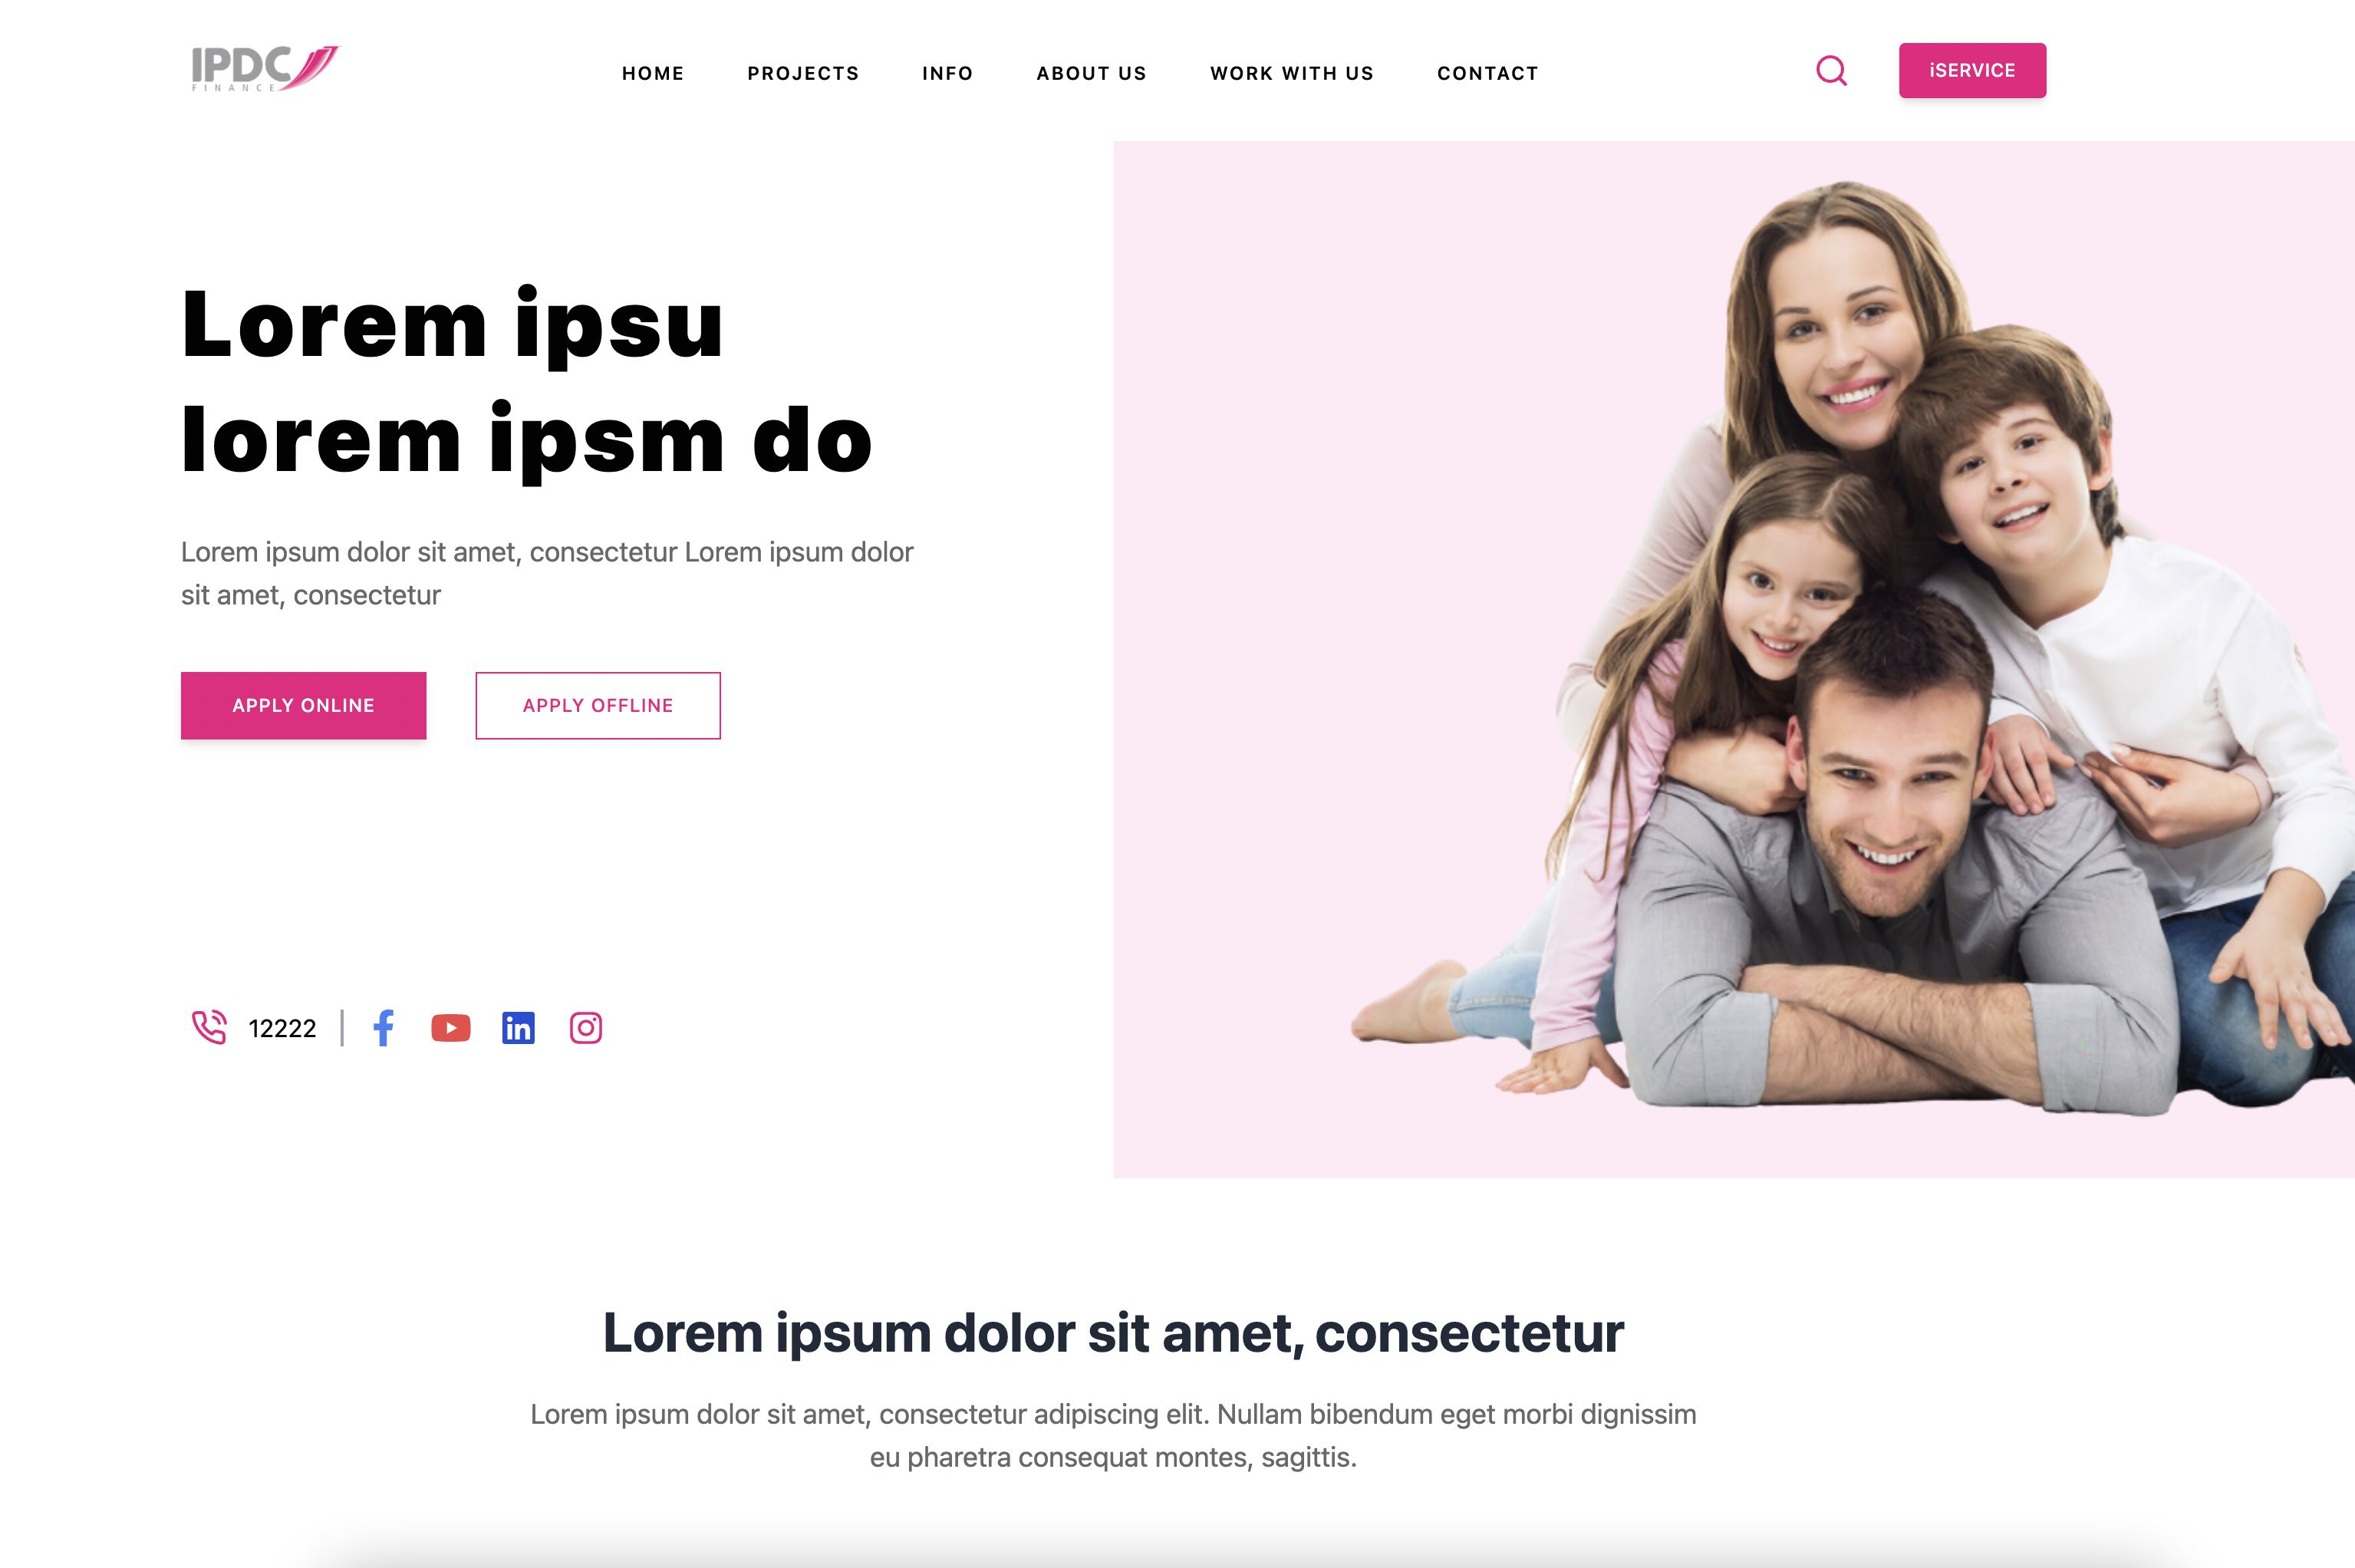 IPDC
FINANCE
HOME PROJECTS INFO ABOUT US WORK WITH US CONTACT
iSERVICE
Lorem ipsu
lorem ipsm do
Lorem ipsum dolor sit amet, consectetur Lorem ipsum dolor
sit amet, consectetur
APPLY ONLINE APPLY OFFLINE
12222
Lorem ipsum dolor sit amet, consectetur
Lorem ipsum dolor sit amet, consectetur adipiscing elit. Nullam bibendum eget morbi dignissim
eu pharetra consequat montes, sagittis.